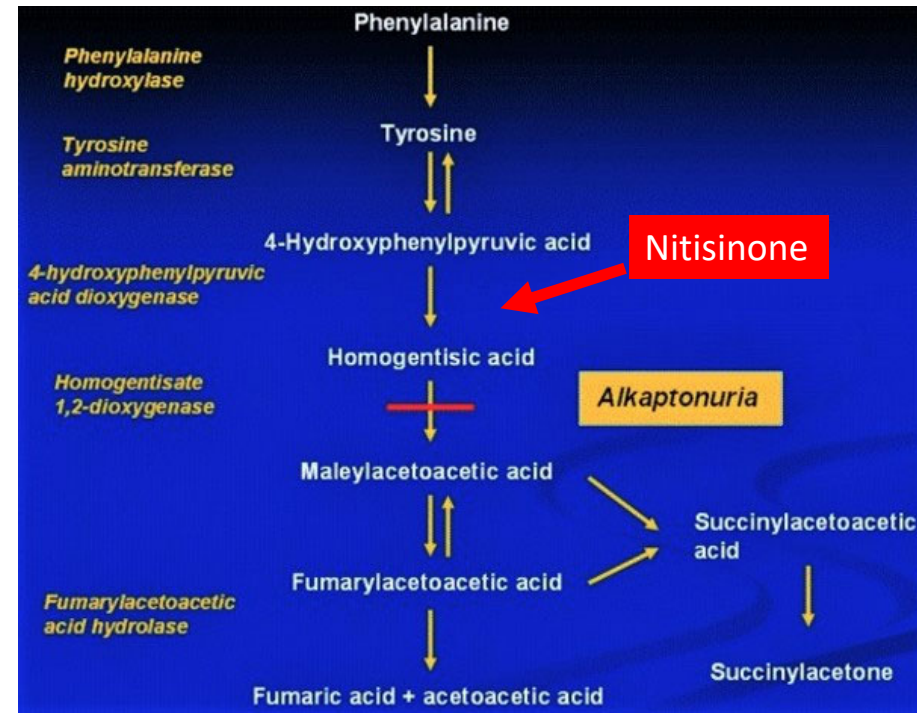 Phenylalanine
Phenylalanine
hydroxylase
Tyrosine
Tyrosine
aminotransferase
4-Hydroxyphenylpyruvic acid
Nitisinone
4-hydroxyphenylpyruvic
acid dioxygenase
Homogentisic acid
Homogentisate
1,2-dioxygenase
Alkaptonuria
Maleylacetoacetic acid
Succinylacetoacetic
acid
Fumarylacetoacetic acid
Fumarylacetoacetic
acid hydrolase
Succinylacetone
Fumaric acid + acetoacetic acid